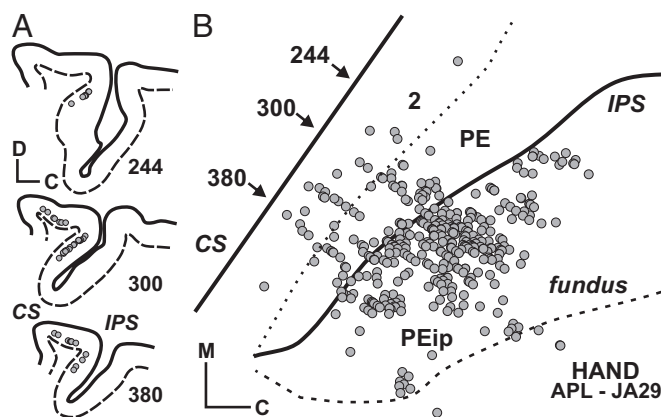 A
244
D
C
300
CS
IPS
380
B
244
300
380
2
PE
IPS
CS
fundus
PEip
M
C
HAND
APL - JA29